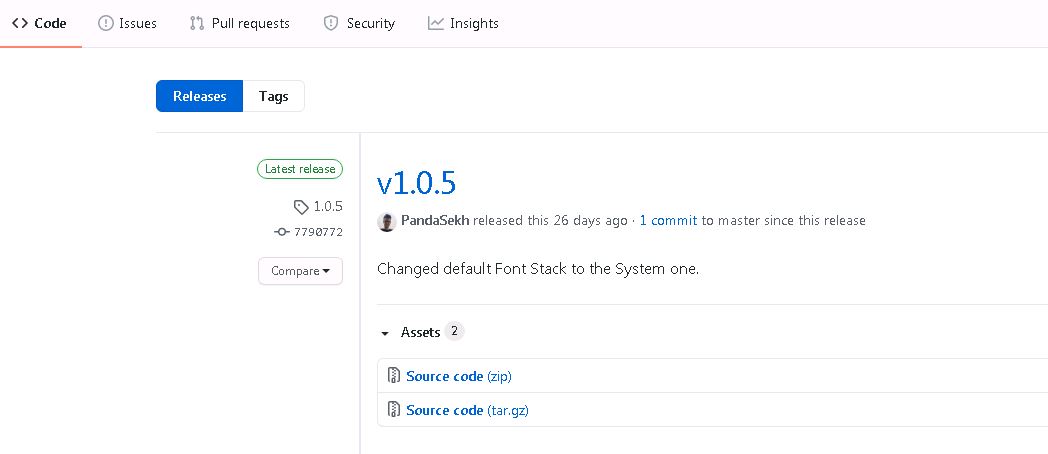 Code Issues Pull requests Security Insights
Releases Tags
Latest release
1.0.5
7790772
Compare
v1.0.5
PandaSekh released this 26 days ago · 1 commit to master since this release
Changed default Font Stack to the System one.
Assets 2
Source code (zip)
Source code (tar.gz)